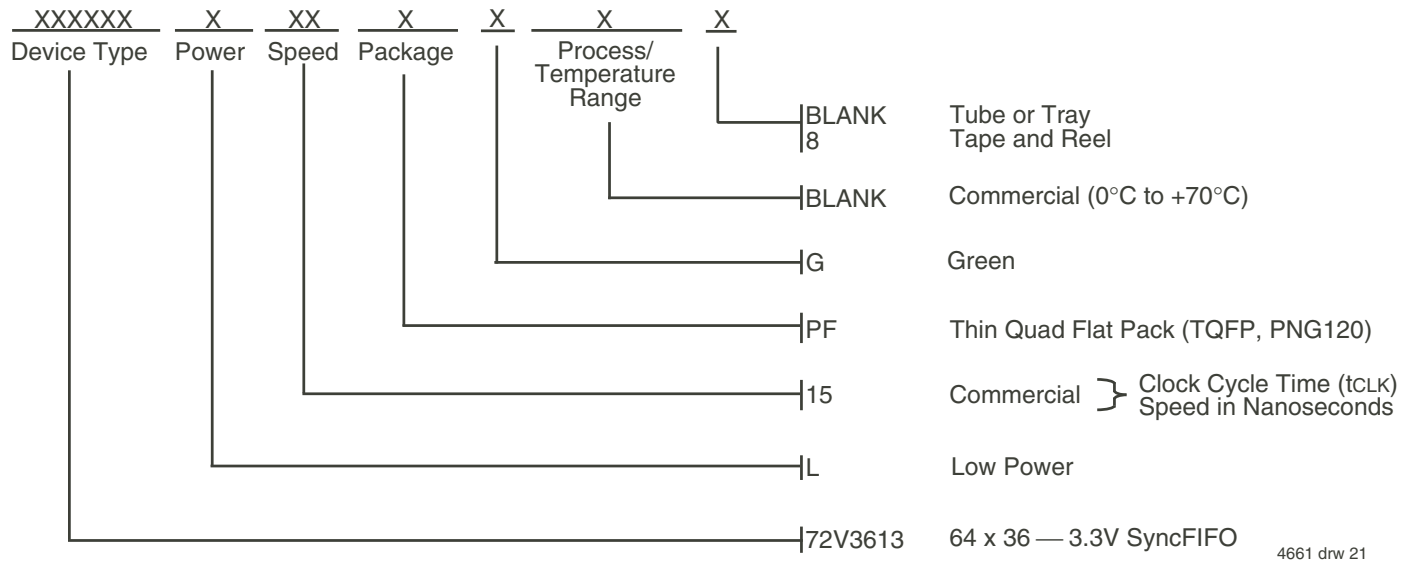 XXXXXX X XX X X X X
Device Type Power Speed Package Process/
Temperature
Range
BLANK Tube or Tray
8 Tape and Reel
BLANK Commercial (0°C to +70°C)
G Green
PF Thin Quad Flat Pack (TQFP, PNG120)
15 Commercial } Clock Cycle Time (tCLK)
Speed in Nanoseconds
L Low Power
72V3613 64 x 36 — 3.3V SyncFIFO
4661 drw 21